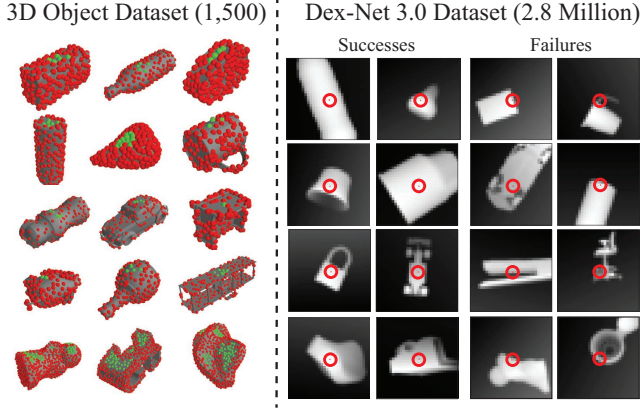 3D Object Dataset (1,500)
Dex-Net 3.0 Dataset (2.8 Million)
Successes
Failures